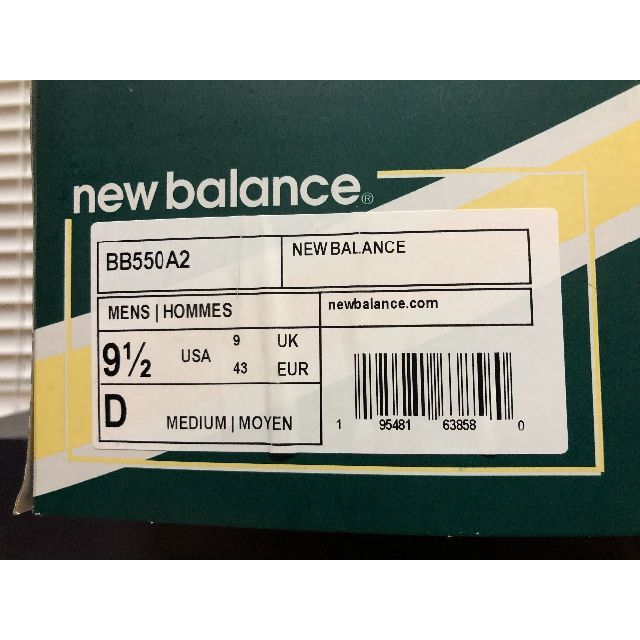 new balance®
BB550A2
NEW BALANCE
MENS | HOMMES
newbalance.com
9½ USA 9 UK
43 EUR
D MEDIUM | MOYEN
1 95481 63858 0